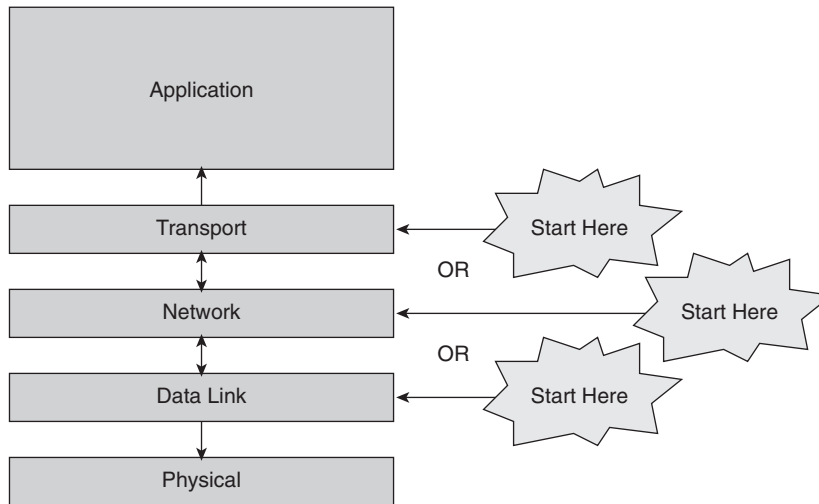 Application
Transport
Start Here
OR
Network
Start Here
OR
Data Link
Start Here
Physical